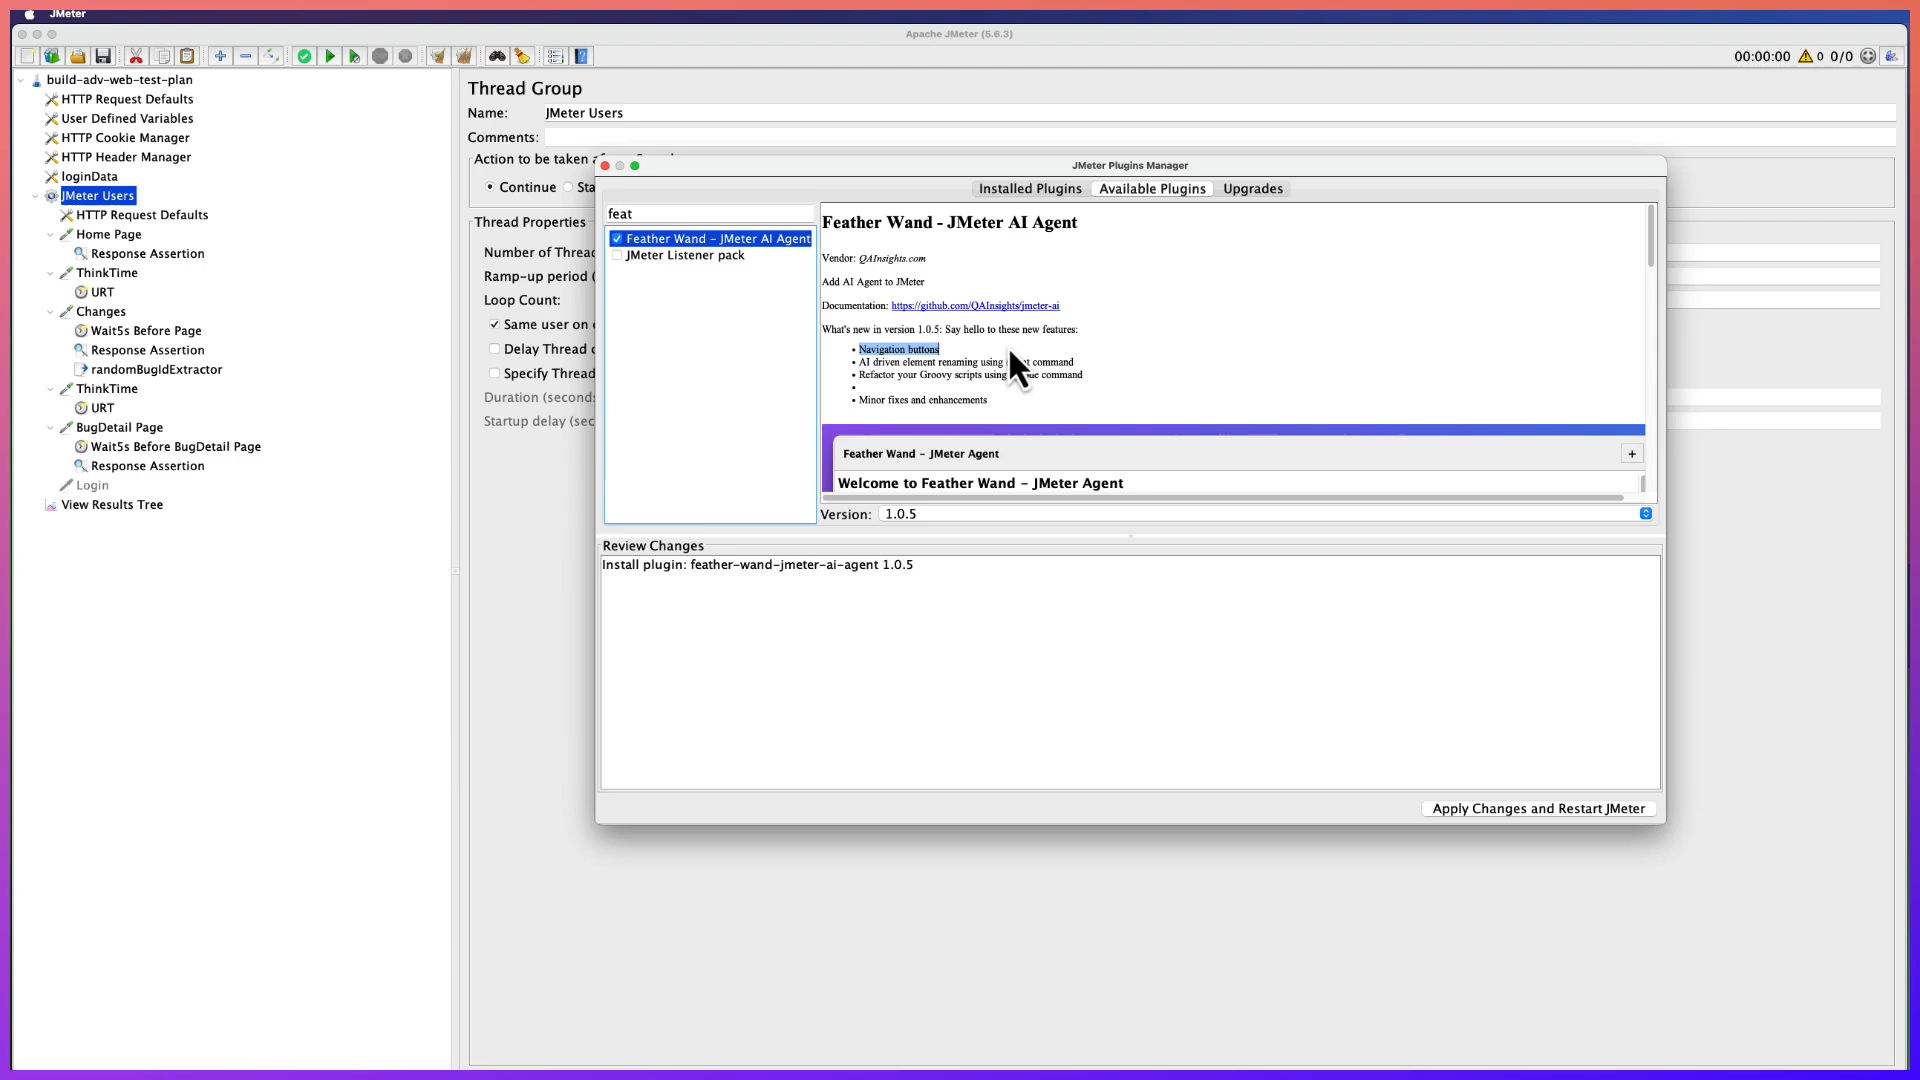 JMeter
Apache JMeter (5.6.3)
00:00:00 0 0/0
build-adv-web-test-plan
HTTP Request Defaults
User Defined Variables
HTTP Cookie Manager
HTTP Header Manager
loginData
JMeter Users
HTTP Request Defaults
Home Page
Response Assertion
ThinkTime
URT
Changes
Wait5s Before Page
Response Assertion
randomBugIdExtractor
ThinkTime
URT
BugDetail Page
Wait5s Before BugDetail Page
Response Assertion
Login
View Results Tree
Thread Group
Name: JMeter Users
Comments:
Action to be taken
Continue
Thread Properties
Number of
Ramp-up period
Loop Count:
Same user on
Delay Thread
Specify Thread
Duration
Startup delay
JMeter Plugins Manager
Installed Plugins Available Plugins Upgrades
feat
Feather Wand - JMeter AI Agent
JMeter Listener pack
Feather Wand - JMeter AI Agent
Vendor: QAInsights.com
Add AI Agent to JMeter
Documentation: https://github.com/QAInsights/jmeter-ai
What's new in version 1.0.5: Say hello to these new features:
• Navigation buttons
• AI driven element renaming using command
• Refactor your Groovy scripts using command
•
• Minor fixes and enhancements
Feather Wand - JMeter Agent +
Welcome to Feather Wand - JMeter Agent
Version: 1.0.5
Review Changes
Install plugin: feather-wand-jmeter-ai-agent 1.0.5
Apply Changes and Restart JMeter